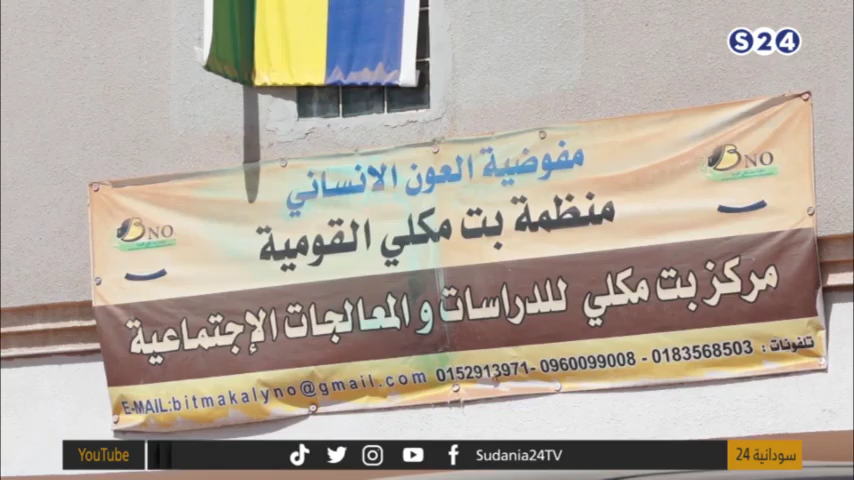 S24
مفوضية العون الانساني
منظمة بت مكلي القومية
مركز بت مكلي للدراسات و المعالجات الإجتماعية
تلفونات : 0183568503 - 0960099008 -0152913971
E-MAIL:bitmakalyno@gmail.com
BNO
BNO
YouTube
Sudania24TV
سودانية 24